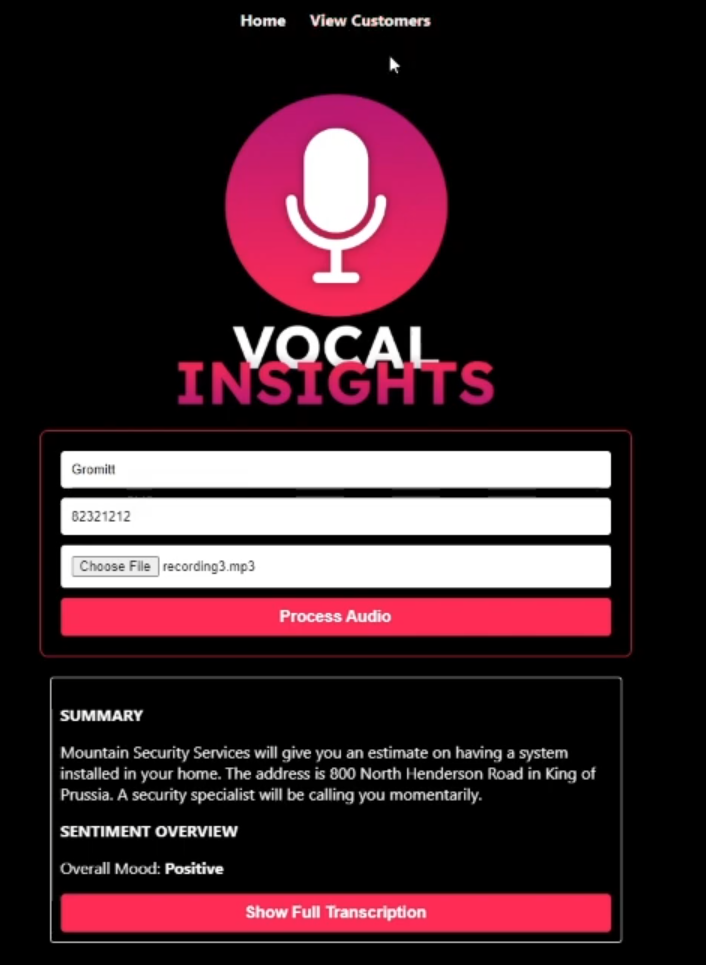 Home View Customers
VOCAL
INSIGHTS
Gromitt
82321212
Choose File recording3.mp3
Process Audio
SUMMARY
Mountain Security Services will give you an estimate on having a system
installed in your home. The address is 800 North Henderson Road in King of
Prussia. A security specialist will be calling you momentarily.
SENTIMENT OVERVIEW
Overall Mood: Positive
Show Full Transcription